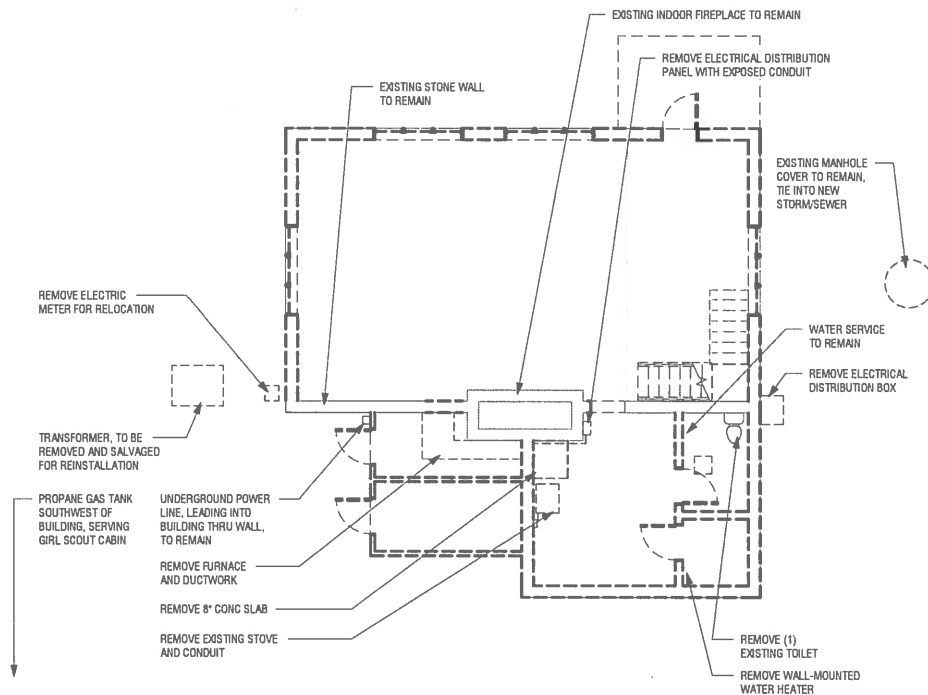 EXISTING INDOOR FIREPLACE TO REMAIN
REMOVE ELECTRICAL DISTRIBUTION
PANEL WITH EXPOSED CONDUIT
EXISTING STONE WALL
TO REMAIN
EXISTING MANHOLE
COVER TO REMAIN,
TIE INTO NEW
STORM/SEWER
REMOVE ELECTRIC
METER FOR RELOCATION
WATER SERVICE
TO REMAIN
REMOVE ELECTRICAL
DISTRIBUTION BOX
TRANSFORMER, TO BE
REMOVED AND SALVAGED
FOR REINSTALLATION
PROPANE GAS TANK
SOUTHWEST OF
BUILDING, SERVING
GIRL SCOUT CABIN
UNDERGROUND POWER
LINE, LEADING INTO
BUILDING THRU WALL,
TO REMAIN
REMOVE FURNACE
AND DUCTWORK
REMOVE 8" CONC SLAB
REMOVE EXISTING STOVE
AND CONDUIT
REMOVE (1)
EXISTING TOILET
REMOVE WALL-MOUNTED
WATER HEATER